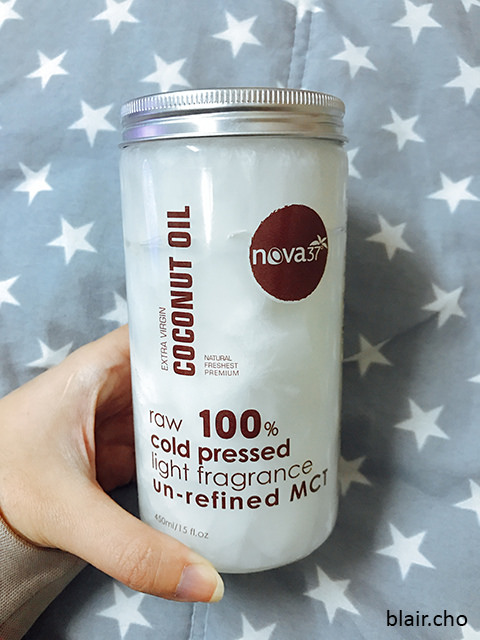 nova37
EXTRA VIRGIN
COCONUT OIL
NATURAL
FRESHEST
PREMIUM
raw 100%
cold pressed
light fragrance
un-refined MCT
450ml/15 fl.oz
blair.cho